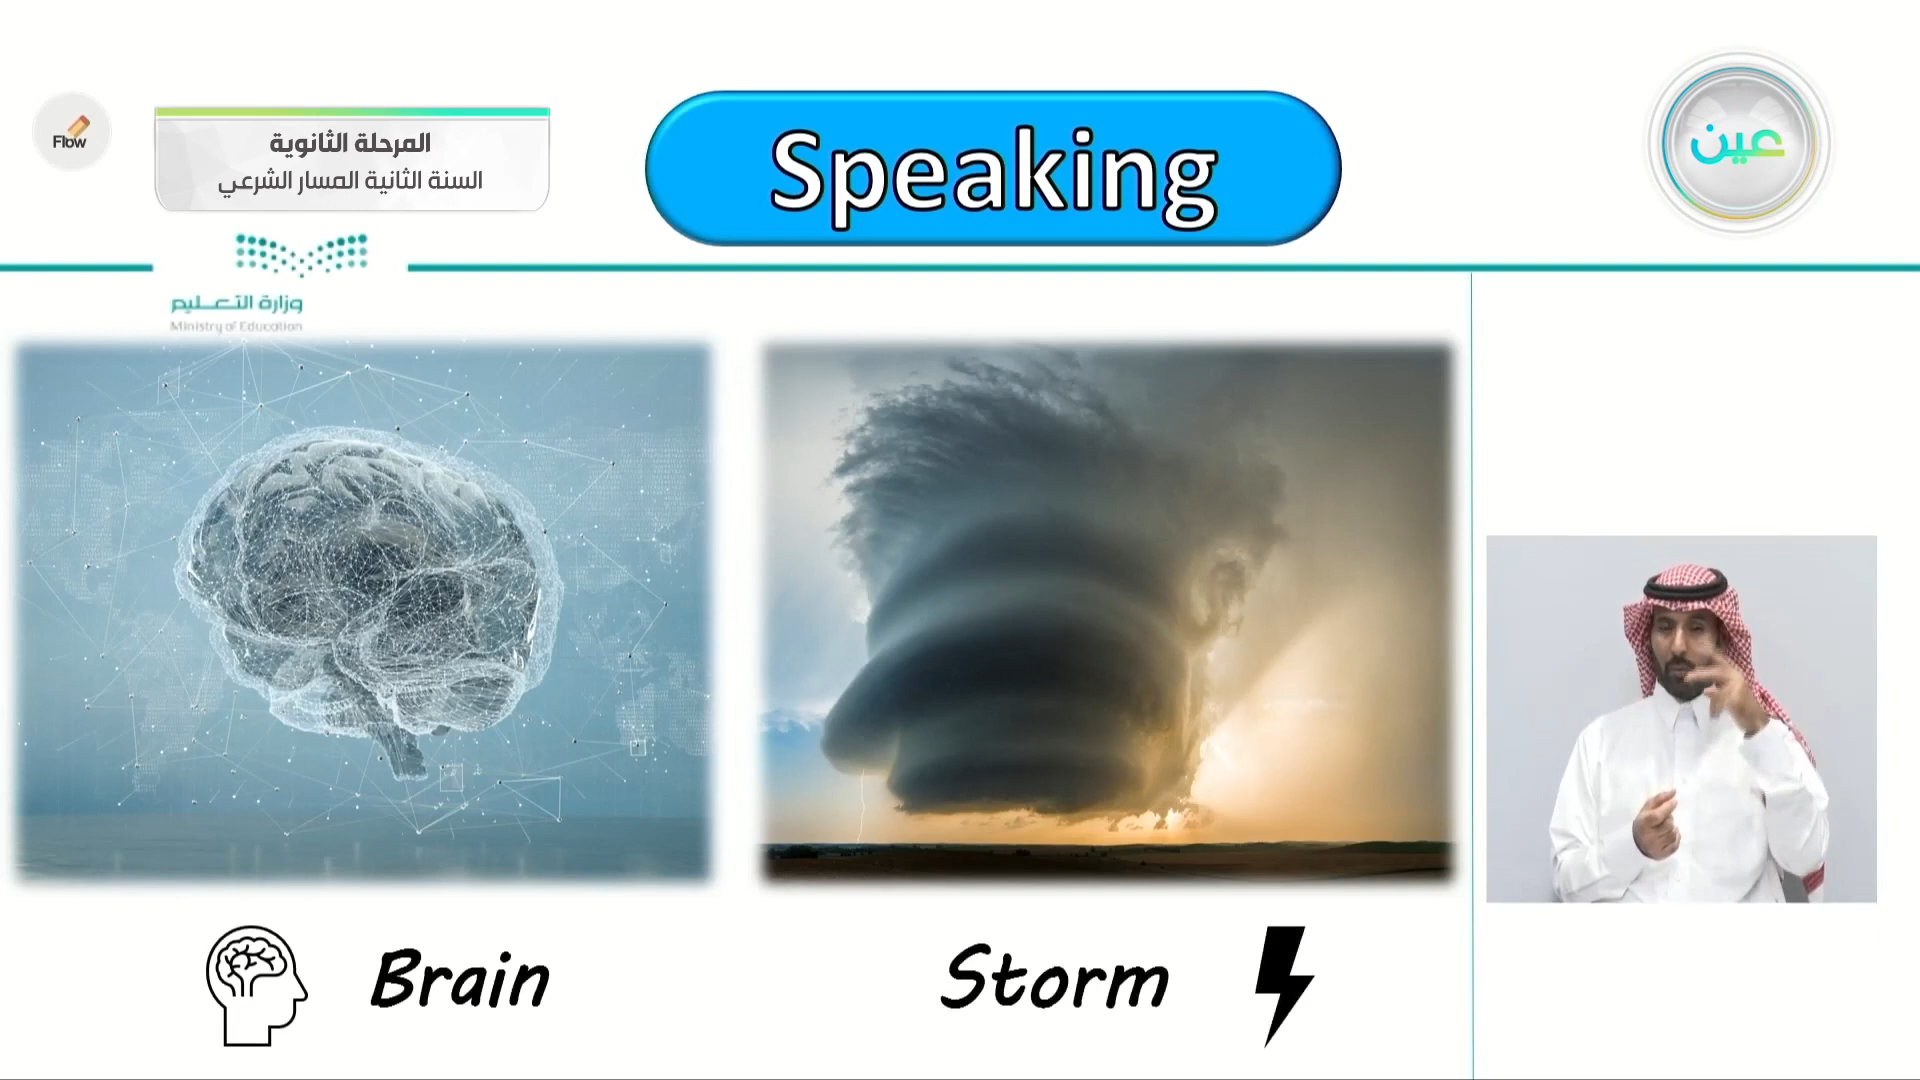 Flow
المرحلة الثانوية
السنة الثانية المسار الشرعي
Speaking
عين
وزارة التعليم
Ministry of Education
Brain
Storm